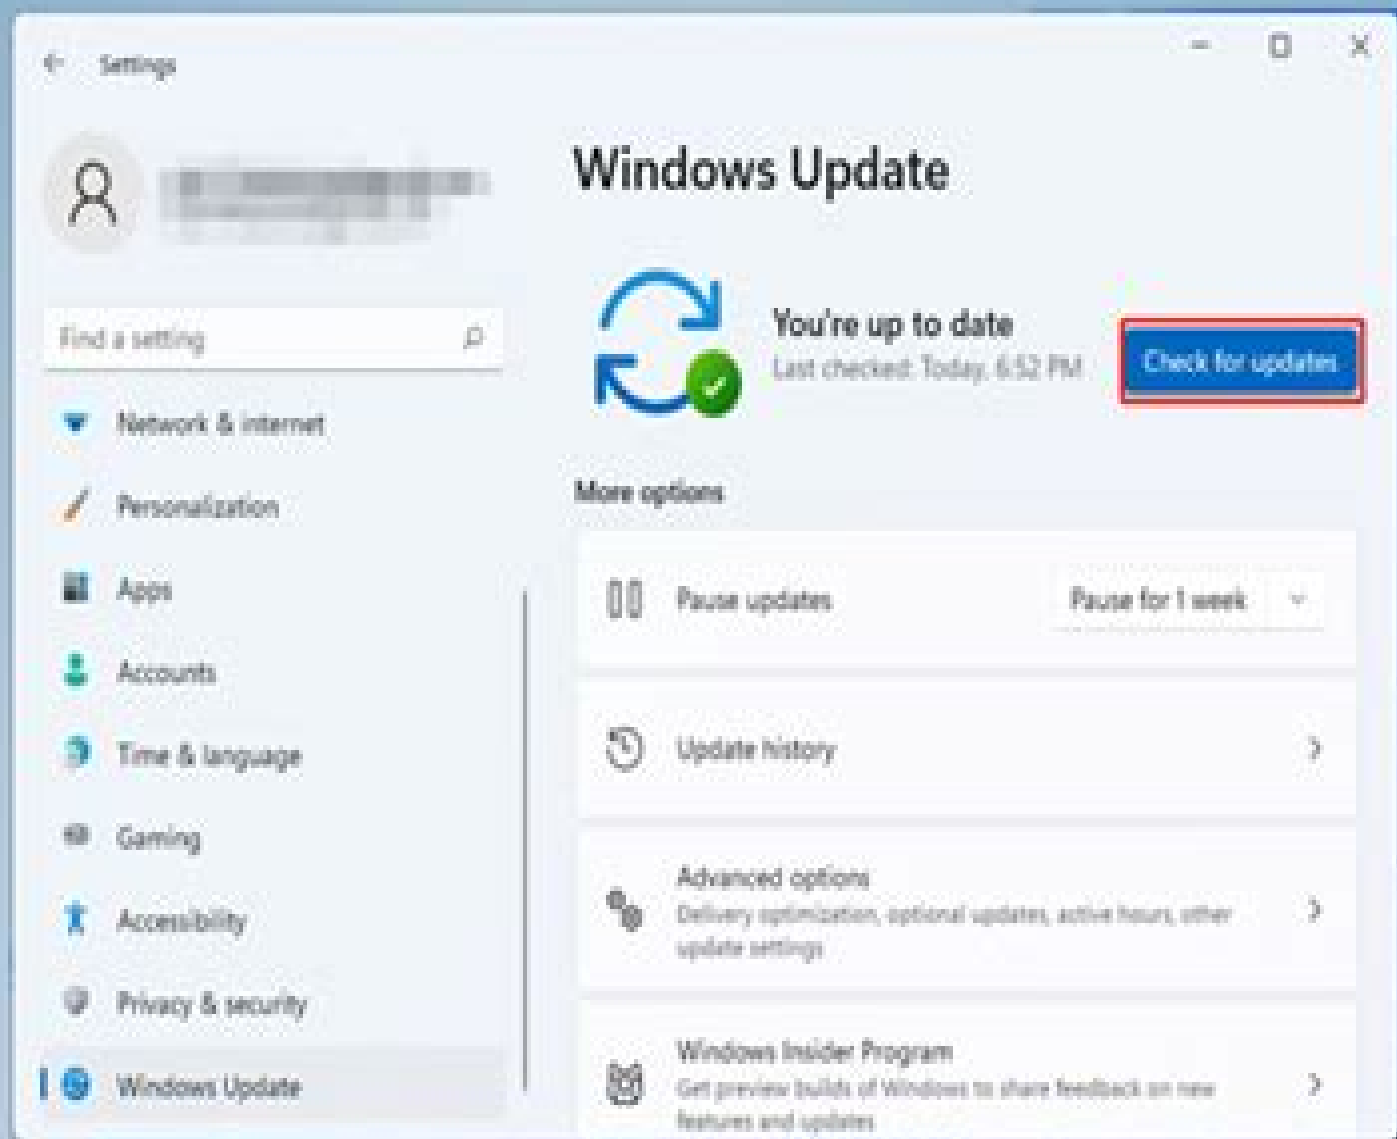 Settings
Find a setting
Network & internet
Personalization
Apps
Accounts
Time & language
Gaming
Accessibility
Privacy & security
Windows Update
Windows Update
You're up to date
Last checked: Today, 6:52 PM
Check for updates
More options
Pause updates
Pause for 1 week
Update history
Advanced options
Delivery optimization, optional updates, active hours, other
update settings
Windows Insider Program
Get preview builds of Windows to share feedback on new
features and updates